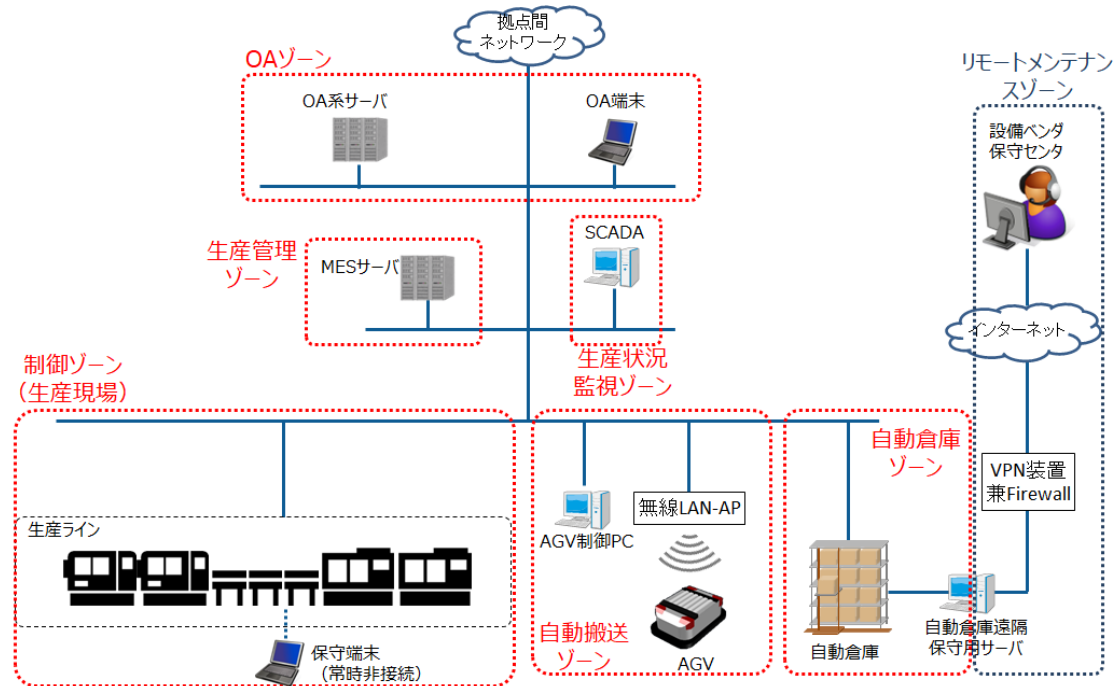 拠点間
ネットワーク
OAゾーン
OA系サーバ
OA端末
リモートメンテナン
スゾーン
設備ベンダ
保守センタ
生産管理
ゾーン
MESサーバ
SCADA
生産状況
監視ゾーン
インターネット
制御ゾーン
（生産現場）
自動倉庫
ゾーン
VPN装置
兼Firewall
生産ライン
AGV制御PC
無線LAN-AP
自動搬送
ゾーン
AGV
自動倉庫
自動倉庫遠隔
保守用サーバ
保守端末
（常時非接続）